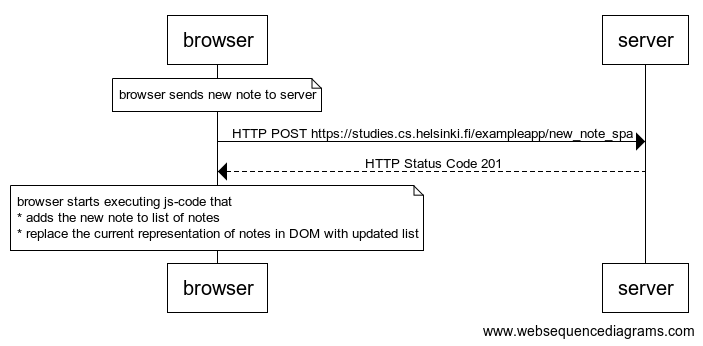 browser
server
browser sends new note to server
HTTP POST https://studies.cs.helsinki.fi/exampleapp/new_note_spa
HTTP Status Code 201
browser starts executing js-code that
* adds the new note to list of notes
* replace the current representation of notes in DOM with updated list
browser
server
www.websequencediagrams.com